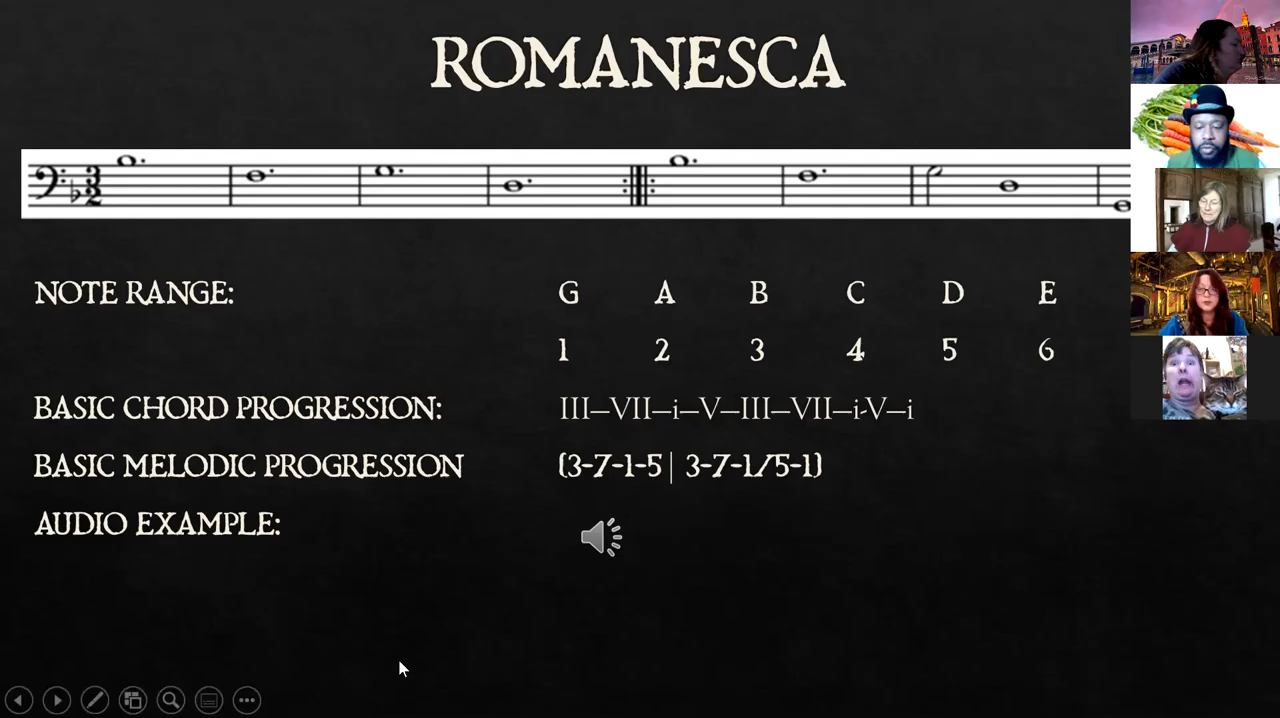 ROMANESCA
NOTE RANGE: G A B C D E
1 2 3 4 5 6
BASIC CHORD PROGRESSION: III–VII–i–V–III–VII–i-V–i
BASIC MELODIC PROGRESSION (3-7-1-5| 3-7-1/5-1)
AUDIO EXAMPLE: